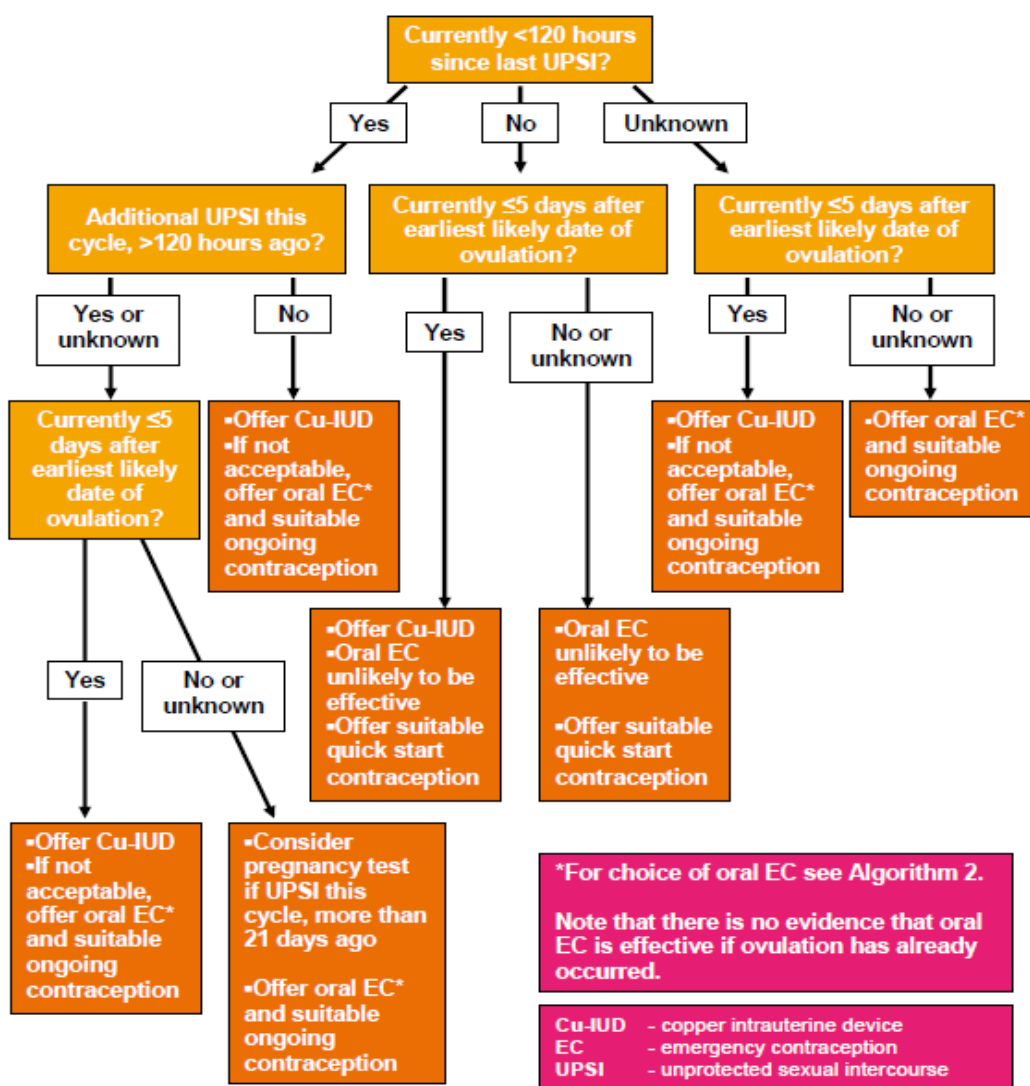 Currently <120 hours
since last UPSI?
Yes
No
Unknown
Additional UPSI this
cycle, >120 hours ago?
Currently ≤5 days after
earliest likely date of
ovulation?
Currently ≤5 days after
earliest likely date of
ovulation?
Yes or
unknown
No
Yes
No or
unknown
Yes
No or
unknown
Currently ≤5
days after
earliest likely
date of
ovulation?
▪Offer Cu-IUD
▪If not
acceptable,
offer oral EC*
and suitable
ongoing
contraception
▪Offer Cu-IUD
▪If not
acceptable,
offer oral EC*
and suitable
ongoing
contraception
▪Offer oral EC*
and suitable
ongoing
contraception
▪Offer Cu-IUD
▪Oral EC
unlikely to be
effective
▪Offer suitable
quick start
contraception
▪Oral EC
unlikely to be
effective
▪Offer suitable
quick start
contraception
Yes
No or
unknown
▪Offer Cu-IUD
▪If not
acceptable,
offer oral EC*
and suitable
ongoing
contraception
▪Consider
pregnancy test
if UPSI this
cycle, more than
21 days ago
▪Offer oral EC*
and suitable
ongoing
contraception
*For choice of oral EC see Algorithm 2.
Note that there is no evidence that oral
EC is effective if ovulation has already
occurred.
Cu-IUD - copper intrauterine device
EC - emergency contraception
UPSI - unprotected sexual intercourse